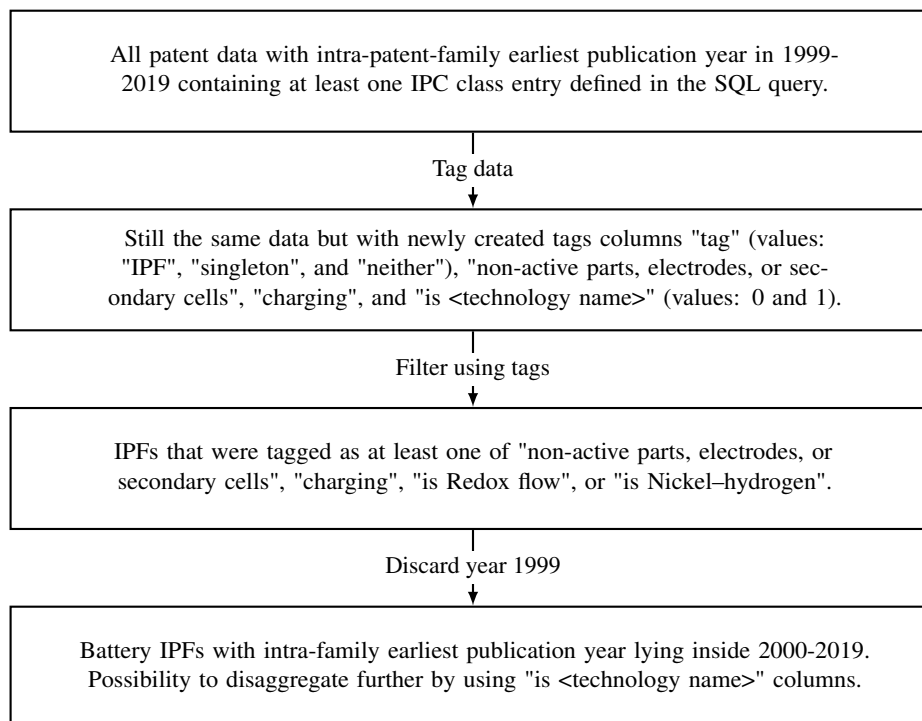 All patent data with intra-patent-family earliest publication year in 1999-
2019 containing at least one IPC class entry defined in the SQL query.
Tag data
Still the same data but with newly created tags columns "tag" (values:
"IPF", "singleton", and "neither"), "non-active parts, electrodes, or sec-
ondary cells", "charging", and "is <technology name>" (values: 0 and 1).
Filter using tags
IPFs that were tagged as at least one of "non-active parts, electrodes, or
secondary cells", "charging", "is Redox flow", or "is Nickel–hydrogen".
Discard year 1999
Battery IPFs with intra-family earliest publication year lying inside 2000-2019.
Possibility to disaggregate further by using "is <technology name>" columns.